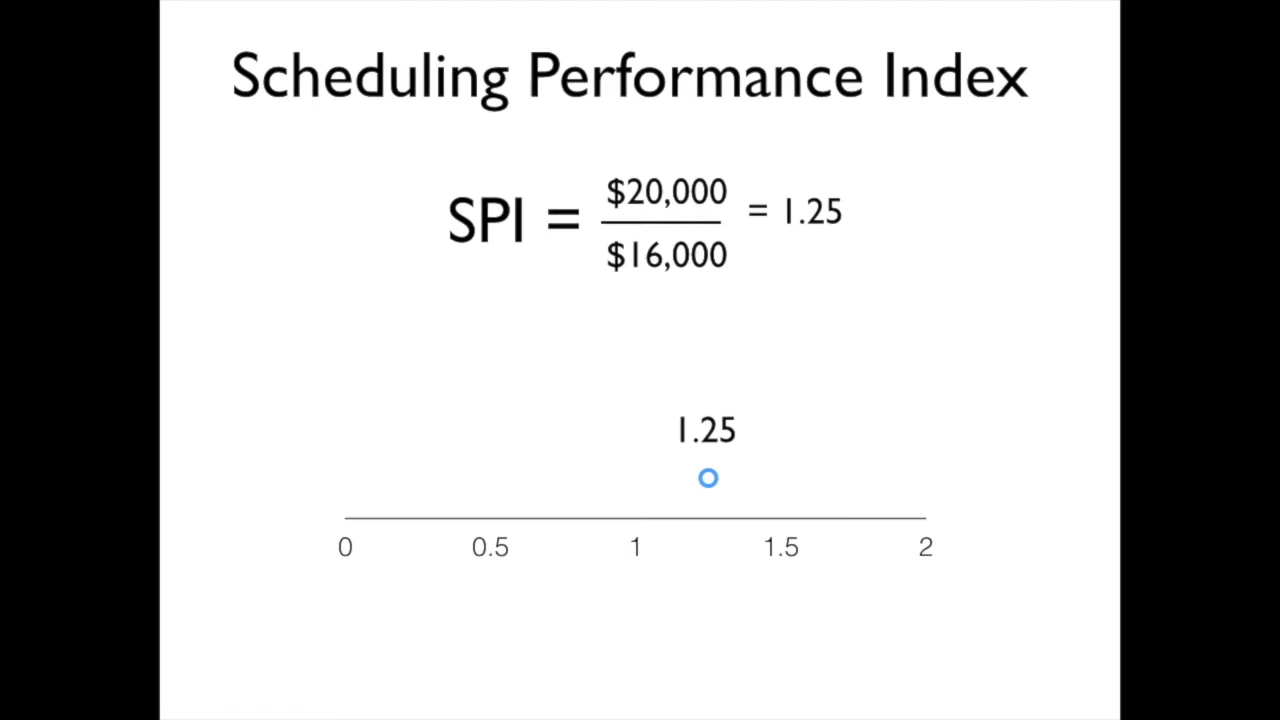 Scheduling Performance Index
SPI = $20,000 / $16,000 = 1.25
1.25
0 0.5 1 1.5 2